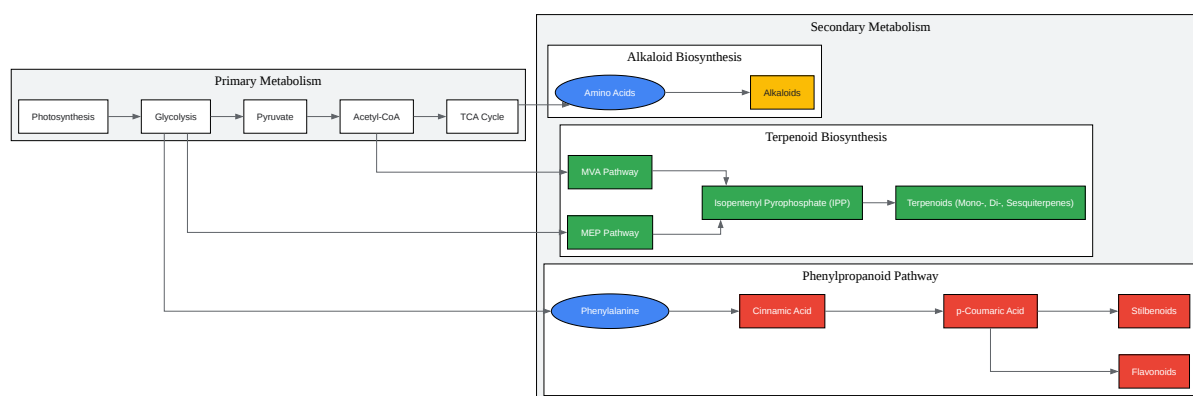 Secondary Metabolism
Alkaloid Biosynthesis
Primary Metabolism
Amino Acids
Alkaloids
Photosynthesis
Glycolysis
Pyruvate
Acetyl-CoA
TCA Cycle
Terpenoid Biosynthesis
MVA Pathway
Isopentenyl Pyrophosphate (IPP)
Terpenoids (Mono-, Di-, Sesquiterpenes)
MEP Pathway
Phenylpropanoid Pathway
Phenylalanine
Cinnamic Acid
p-Coumaric Acid
Stilbenoids
Flavonoids